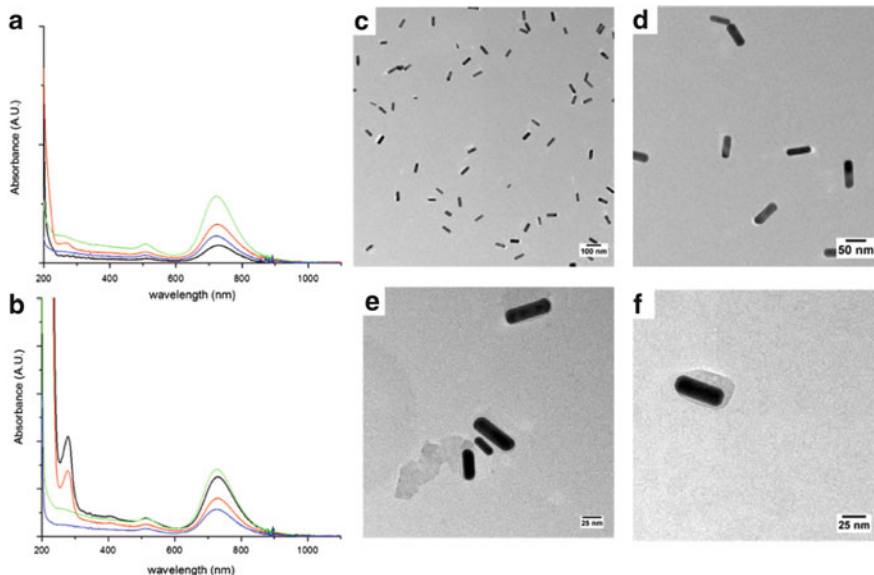 a
Absorbance (A.U.)
200 400 600 800 1000
wavelength (nm)
b
Absorbance (A.U.)
200 400 600 800 1000
wavelength (nm)
c
100 nm
d
50 nm
e
25 nm
f
25 nm